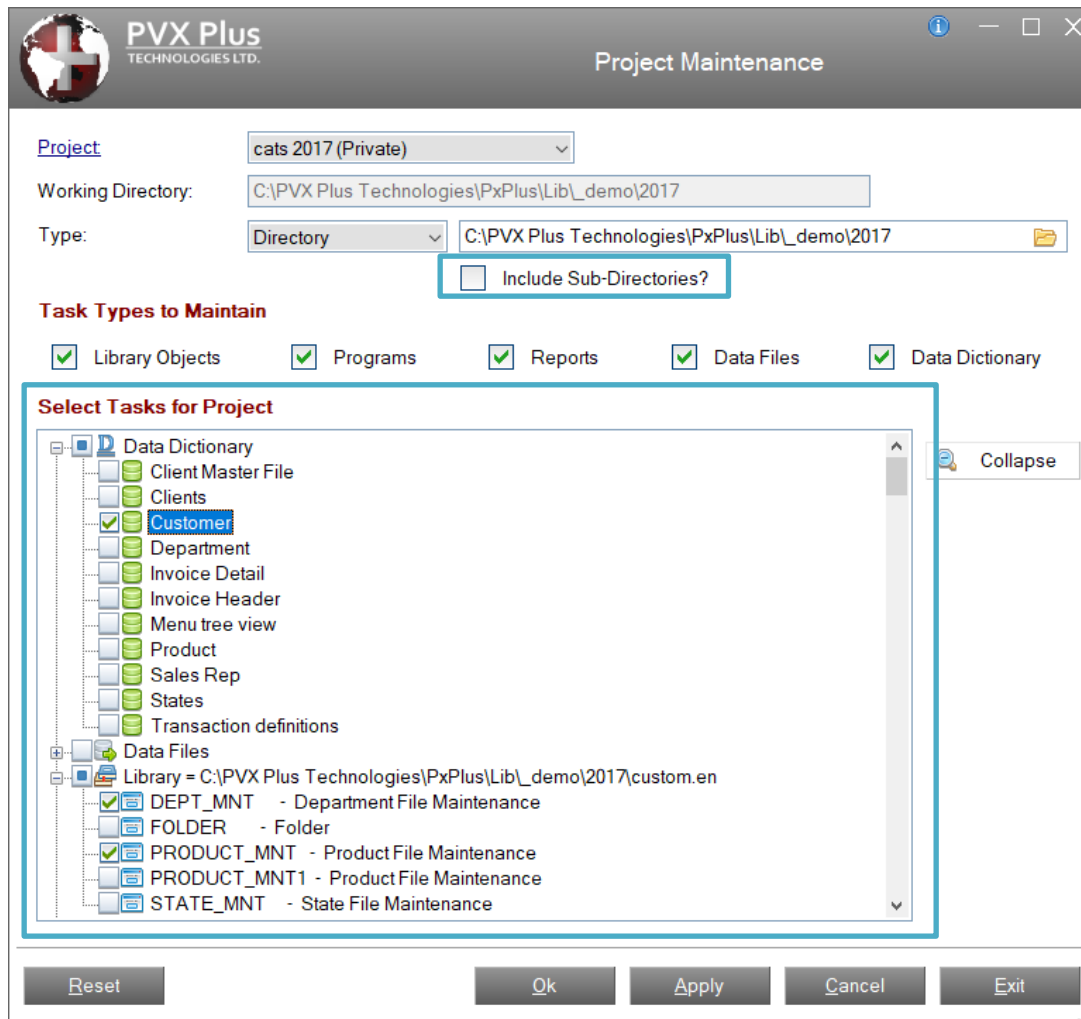 PVX Plus
TECHNOLOGIES LTD.
Project Maintenance
Project: cats 2017 (Private)
Working Directory: C:\PVX Plus Technologies\PxPlus\Lib\_demo\2017
Type: Directory C:\PVX Plus Technologies\PxPlus\Lib\_demo\2017
Include Sub-Directories?
Task Types to Maintain
Library Objects Programs Reports Data Files Data Dictionary
Select Tasks for Project
Data Dictionary
Collapse
Client Master File
Clients
Customer
Department
Invoice Detail
Invoice Header
Menu tree view
Product
Sales Rep
States
Transaction definitions
Data Files
Library = C:\PVX Plus Technologies\PxPlus\Lib\_demo\2017\custom.en
DEPT_MNT - Department File Maintenance
FOLDER - Folder
PRODUCT_MNT - Product File Maintenance
PRODUCT_MNT1 - Product File Maintenance
STATE_MNT - State File Maintenance
Reset Ok Apply Cancel Exit